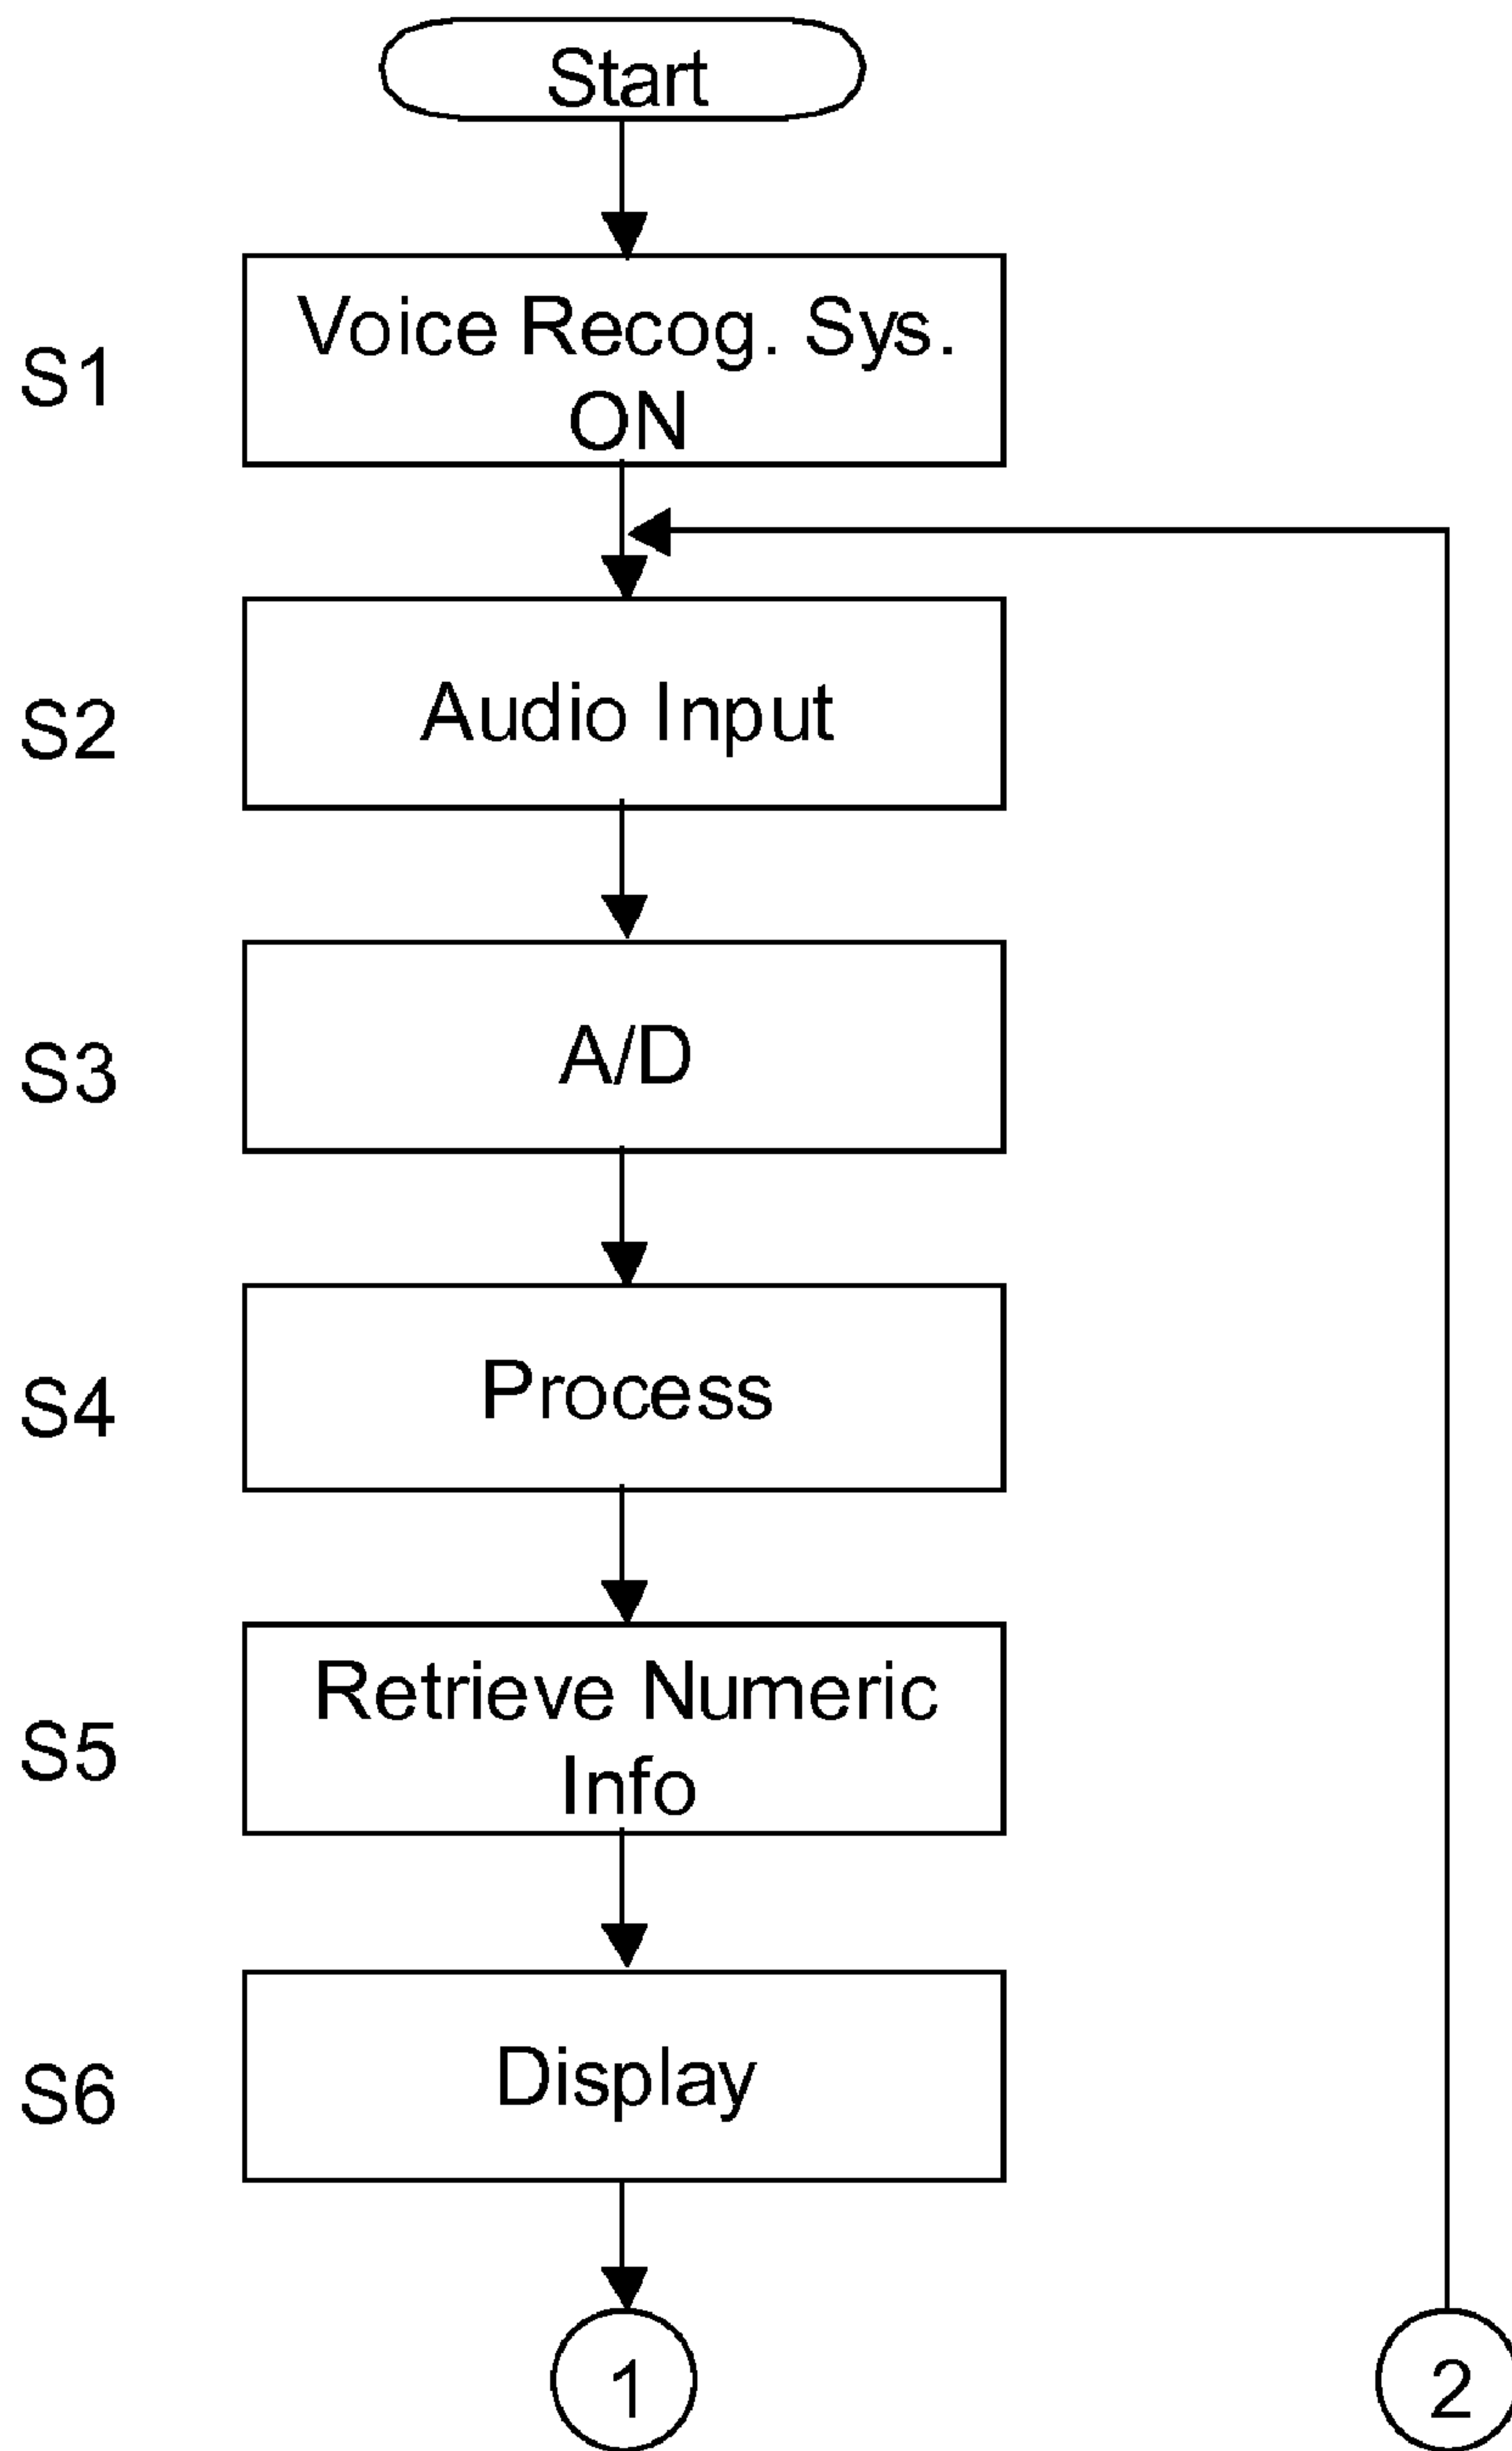 Start
S1
Voice Recog. Sys.
ON
S2
Audio Input
S3
A/D
S4
Process
S5
Retrieve Numeric
Info
S6
Display
1
2